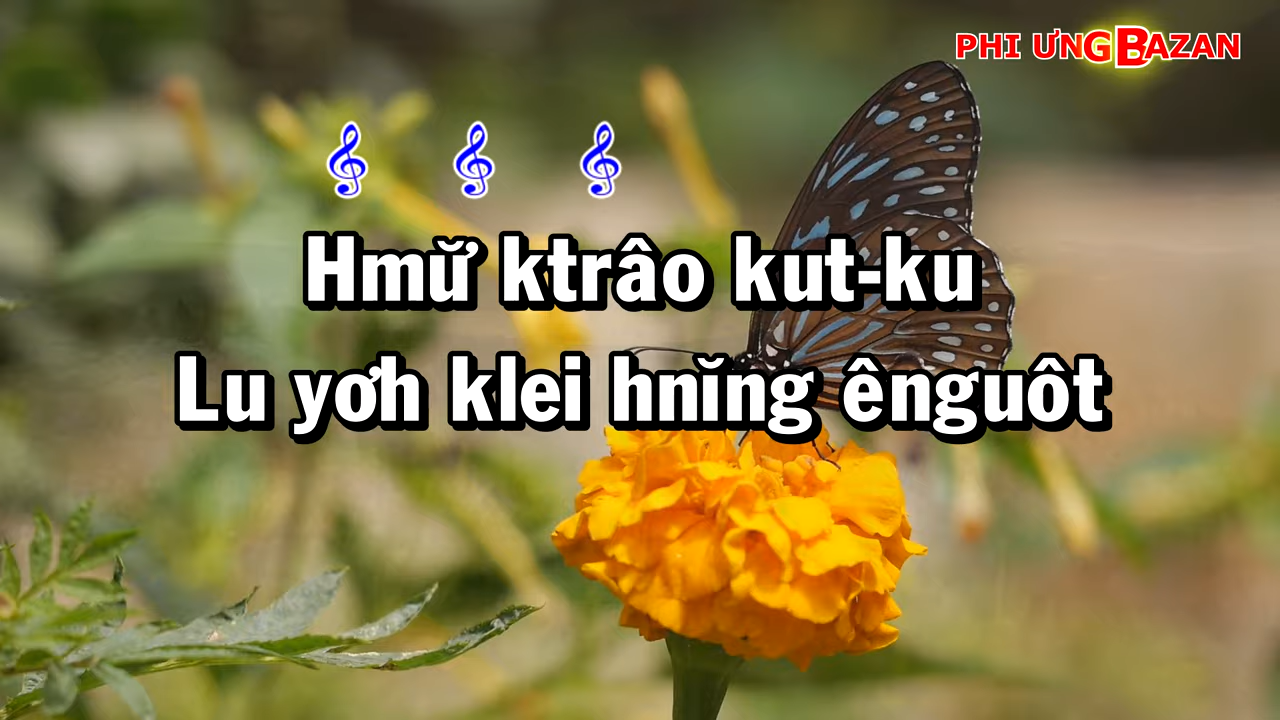 PHI ƯNG BAZAN
Hmư̆ ktrâo kut-ku
Lu yơh klei hnĭng ênguôt